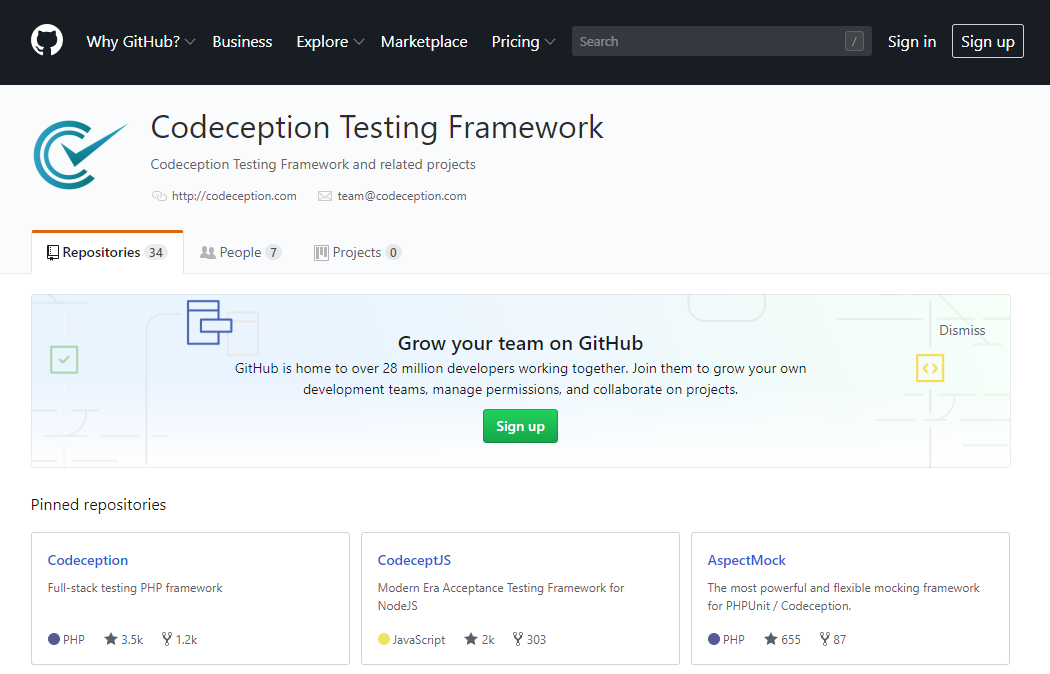 Why GitHub? Business Explore Marketplace Pricing Search / Sign in Sign up
Codeception Testing Framework
Codeception Testing Framework and related projects
http://codeception.com team@codeception.com
Repositories 34 People 7 Projects 0
Dismiss
Grow your team on GitHub
GitHub is home to over 28 million developers working together. Join them to grow your own
development teams, manage permissions, and collaborate on projects.
Sign up
Pinned repositories
Codeception
Full-stack testing PHP framework
PHP 3.5k 1.2k
CodeceptJS
Modern Era Acceptance Testing Framework for
NodeJS
JavaScript 2k 303
AspectMock
The most powerful and flexible mocking framework
for PHPUnit / Codeception.
PHP 655 87